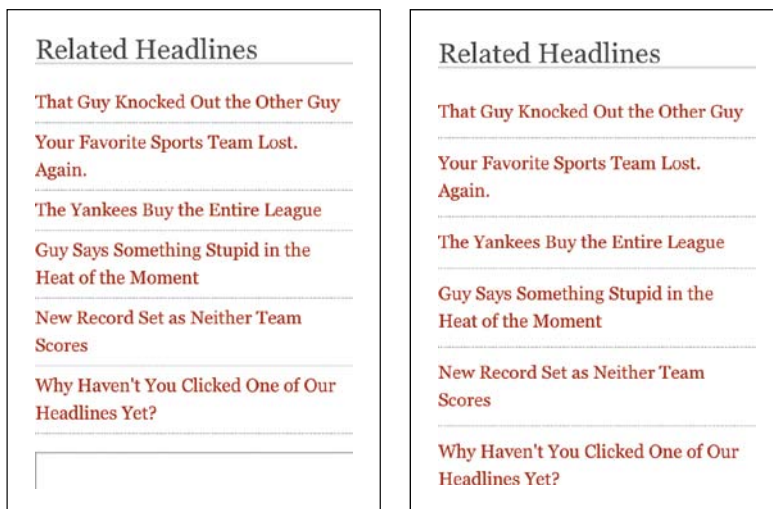 Related Headlines
That Guy Knocked Out the Other Guy
Your Favorite Sports Team Lost.
Again.
The Yankees Buy the Entire League
Guy Says Something Stupid in the
Heat of the Moment
New Record Set as Neither Team
Scores
Why Haven't You Clicked One of Our
Headlines Yet?
Related Headlines
That Guy Knocked Out the Other Guy
Your Favorite Sports Team Lost.
Again.
The Yankees Buy the Entire League
Guy Says Something Stupid in the
Heat of the Moment
New Record Set as Neither Team
Scores
Why Haven't You Clicked One of Our
Headlines Yet?